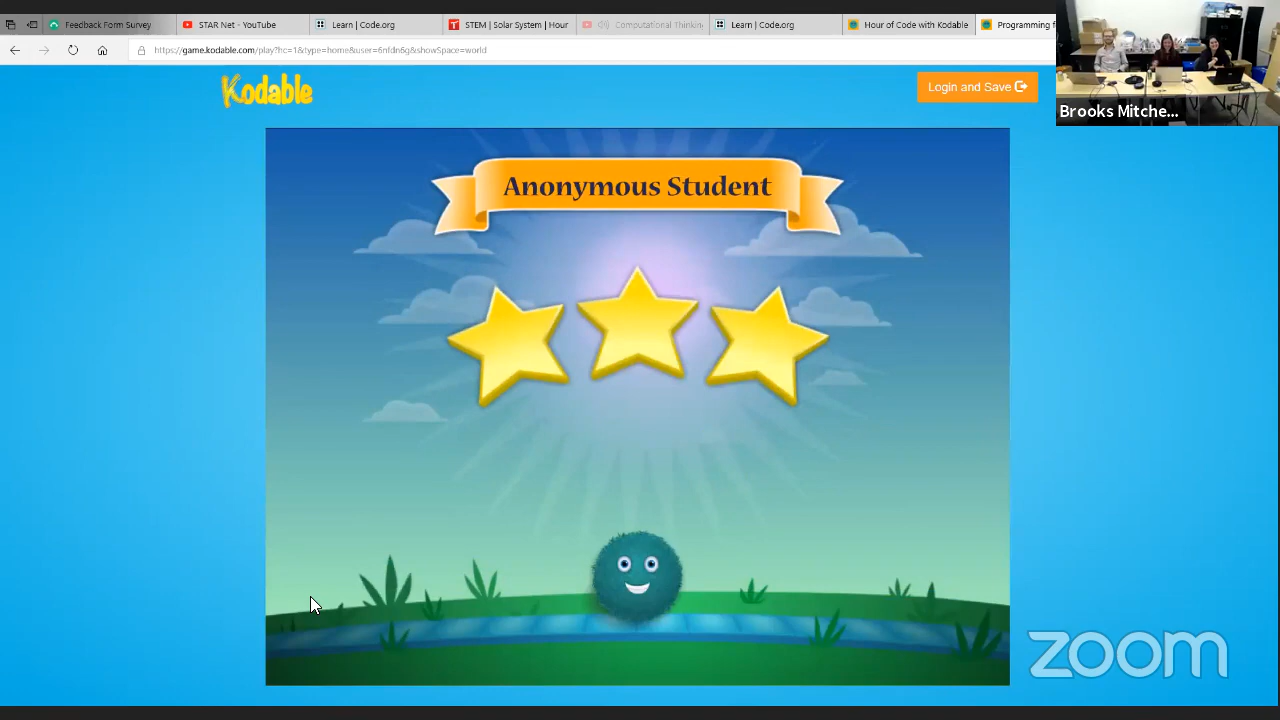 Feedback Form Survey
STAR Net - YouTube
Learn | Code.org
STEM | Solar System | Hour
Computational Thinking
Learn | Code.org
Hour of Code with Kodable
Programming f
https://game.kodable.com/play?hc=1&type=home&user=6nfdn6g&showSpace=world
Kodable
Login and Save
Brooks Mitche...
Anonymous Student
zoom